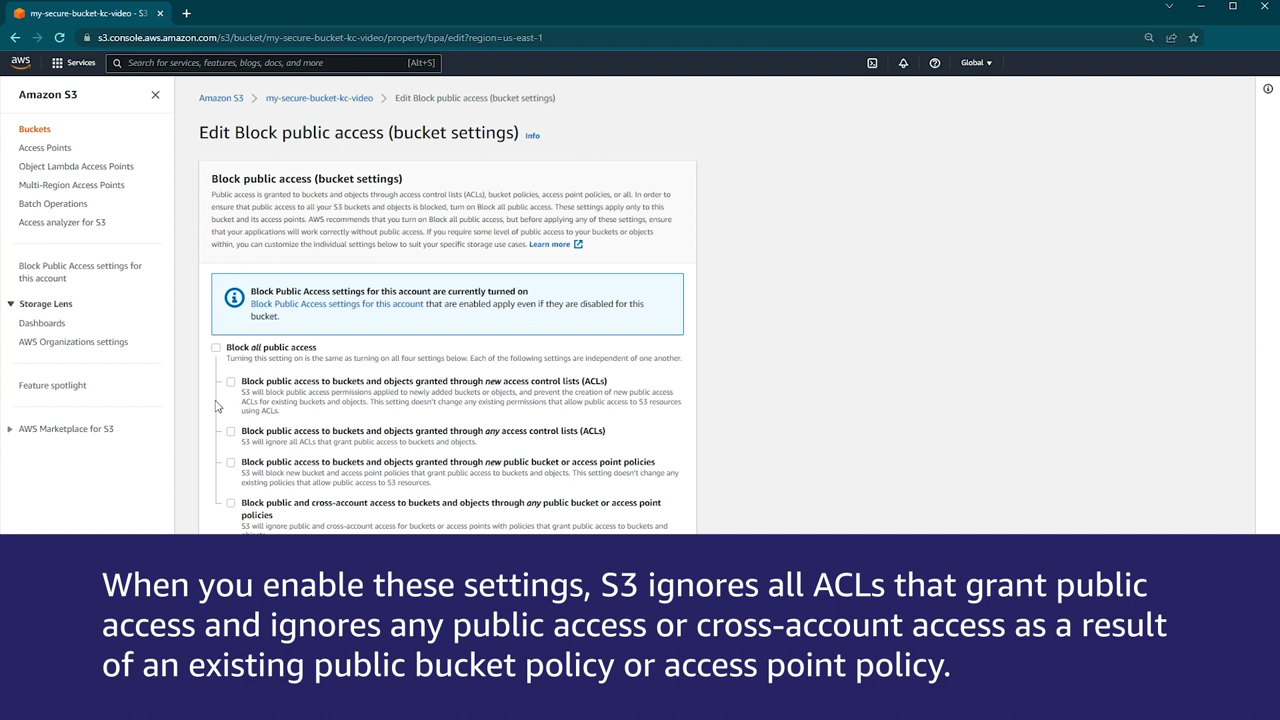 my-secure-bucket-kc-video - S3
s3.console.aws.amazon.com/s3/bucket/my-secure-bucket-kc-video/property/bpa/edit?region=us-east-1
aws
Services
Search for services, features, blogs, docs, and more
[Alt+S]
Global
Amazon S3
Buckets
Access Points
Object Lambda Access Points
Multi-Region Access Points
Batch Operations
Access analyzer for S3
Block Public Access settings for
this account
Storage Lens
Dashboards
AWS Organizations settings
Feature spotlight
AWS Marketplace for S3
Amazon S3 > my-secure-bucket-kc-video > Edit Block public access (bucket settings)
Edit Block public access (bucket settings) Info
Block public access (bucket settings)
Public access is granted to buckets and objects through access control lists (ACLs), bucket policies, access point policies, or all. In order
to ensure that public access to all your S3 buckets and objects is blocked, turn on Block all public access. These settings apply only to this
bucket and its access points. AWS recommends that you turn on Block all public access, but before applying any of these settings, ensure
that your applications will work correctly without public access. If you require some level of public access to your buckets or objects
within, you can customize the individual settings below to suit your specific storage use cases. Learn more
Block Public Access settings for this account are currently turned on
Block Public Access settings for this account that are enabled apply even if they are disabled for this
bucket.
Block all public access
Turning this setting on is the same as turning on all four settings below. Each of the following settings are independent of one another.
Block public access to buckets and objects granted through new access control lists (ACLs)
S3 will block public access permissions applied to newly added buckets or objects, and prevent the creation of new public access
ACLs for existing buckets and objects. This setting doesn't change any existing permissions that allow public access to S3 resources
using ACLs.
Block public access to buckets and objects granted through any access control lists (ACLs)
S3 will ignore all ACLs that grant public access to buckets and objects.
Block public access to buckets and objects granted through new public bucket or access point policies
S3 will block new bucket and access point policies that grant public access to buckets and objects. This setting doesn't change any
existing policies that allow public access to S3 resources.
Block public and cross-account access to buckets and objects through any public bucket or access point
policies
S3 will ignore public and cross-account access for buckets or access points with policies that grant public access to buckets and
When you enable these settings, S3 ignores all ACLs that grant public
access and ignores any public access or cross-account access as a result
of an existing public bucket policy or access point policy.